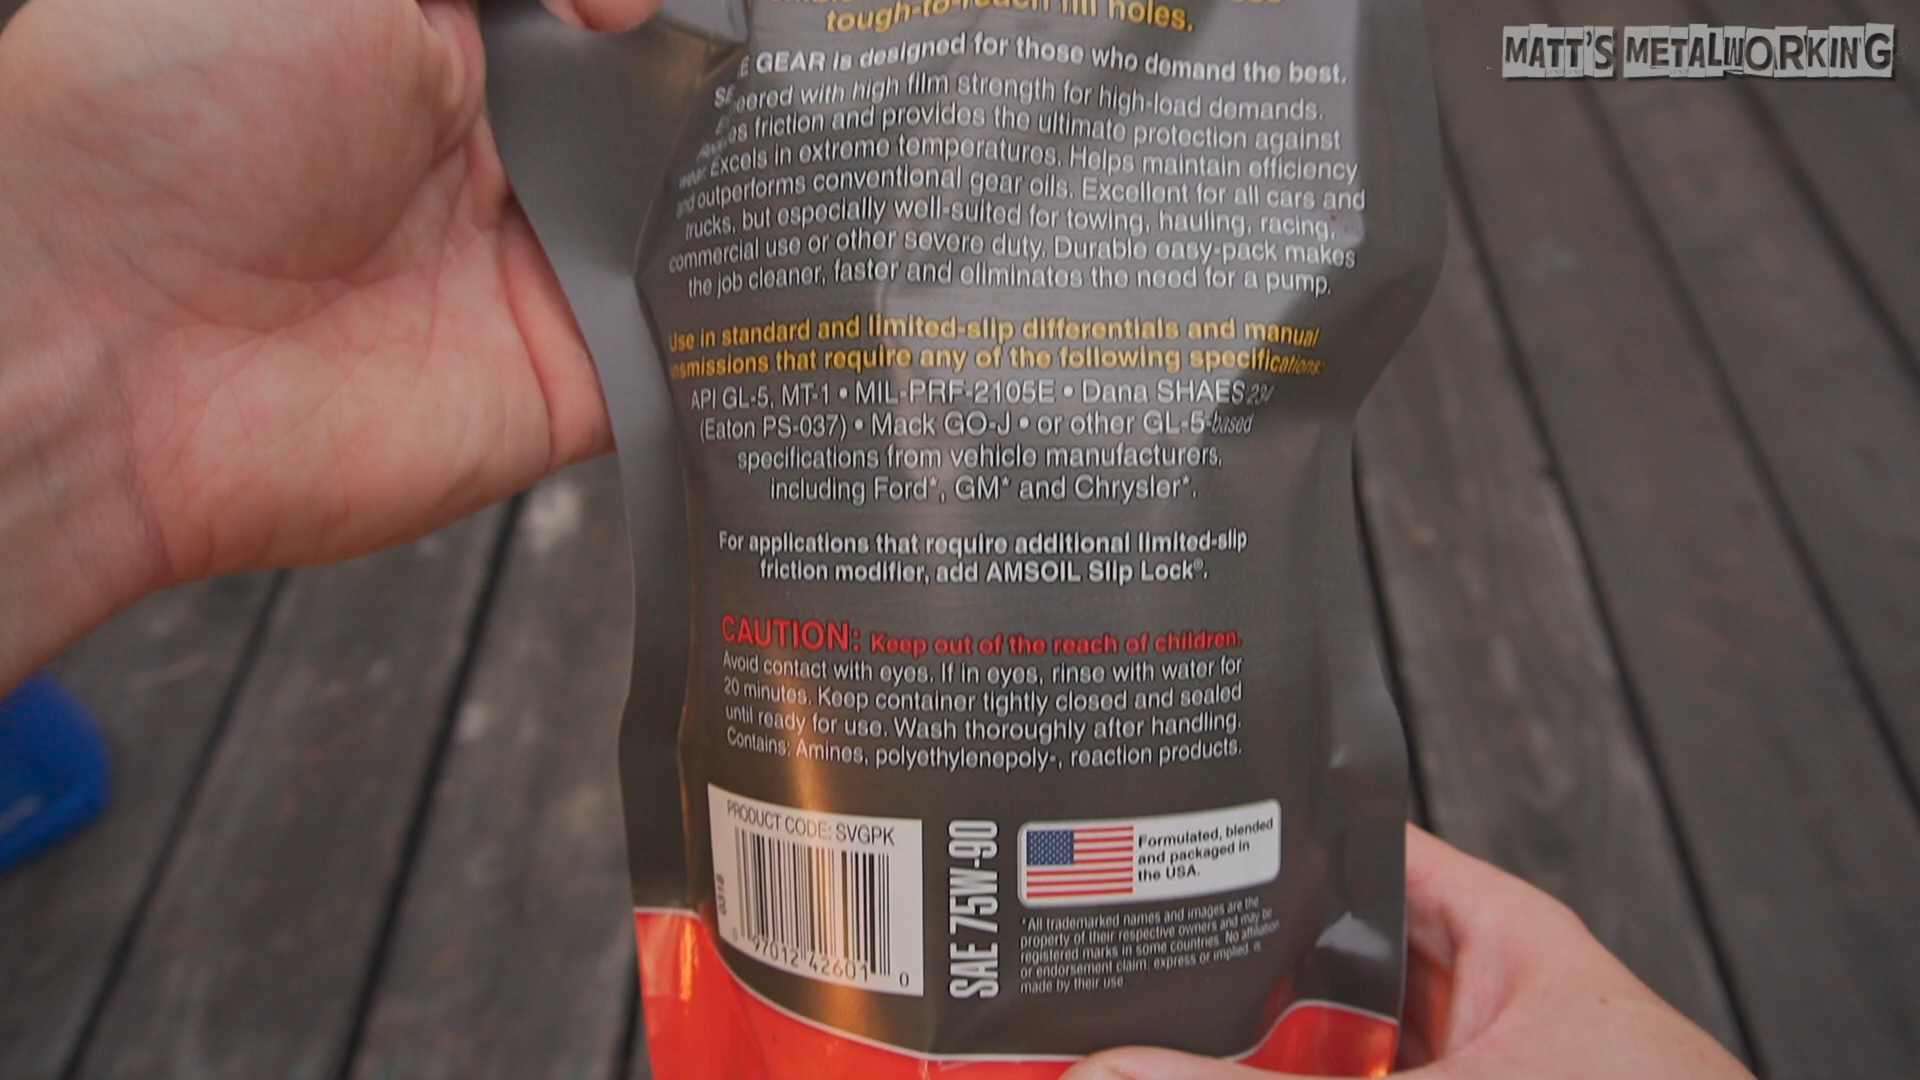 MATT'S METALWORKING
tough-to-reach fill holes.
GEAR is designed for those who demand the best.
with high film strength for high-load demands.
friction and provides the ultimate protection against
wear. Excels in extreme temperatures. Helps maintain efficiency
and outperforms conventional gear oils. Excellent for all cars and
trucks, but especially well-suited for towing, hauling, racing,
commercial use or other severe duty. Durable easy-pack makes
the job cleaner, faster and eliminates the need for a pump.
Use in standard and limited-slip differentials and manual
nsmissions that require any of the following specifications:
API GL-5, MT-1 • MIL-PRF-2105E • Dana SHAES 234
(Eaton PS-037) • Mack GO-J • or other GL-5-based
specifications from vehicle manufacturers,
including Ford*, GM* and Chrysler*.
For applications that require additional limited-slip
friction modifier, add AMSOIL Slip Lock®.
CAUTION: Keep out of the reach of children.
Avoid contact with eyes. If in eyes, rinse with water for
20 minutes. Keep container tightly closed and sealed
until ready for use. Wash thoroughly after handling.
Contains: Amines, polyethylenepoly-, reaction products.
PRODUCT CODE: SVGPK
0 97012 42601 0
SAE 75W-90
Formulated, blended
and packaged in
the USA.
*All trademarked names and images are the
property of their respective owners and may be
registered marks in some countries. No affiliation
or endorsement claim, express or implied, is
made by their use